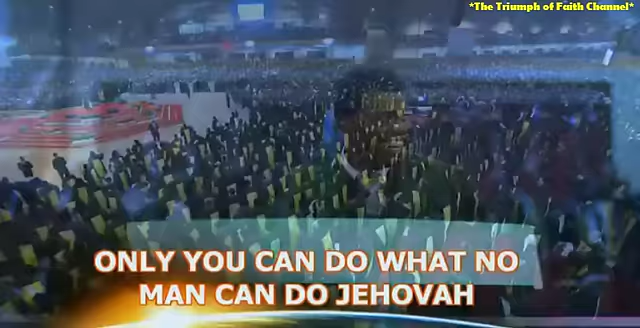 *The Triumph of Faith Channel*
ONLY YOU CAN DO WHAT NO
MAN CAN DO JEHOVAH